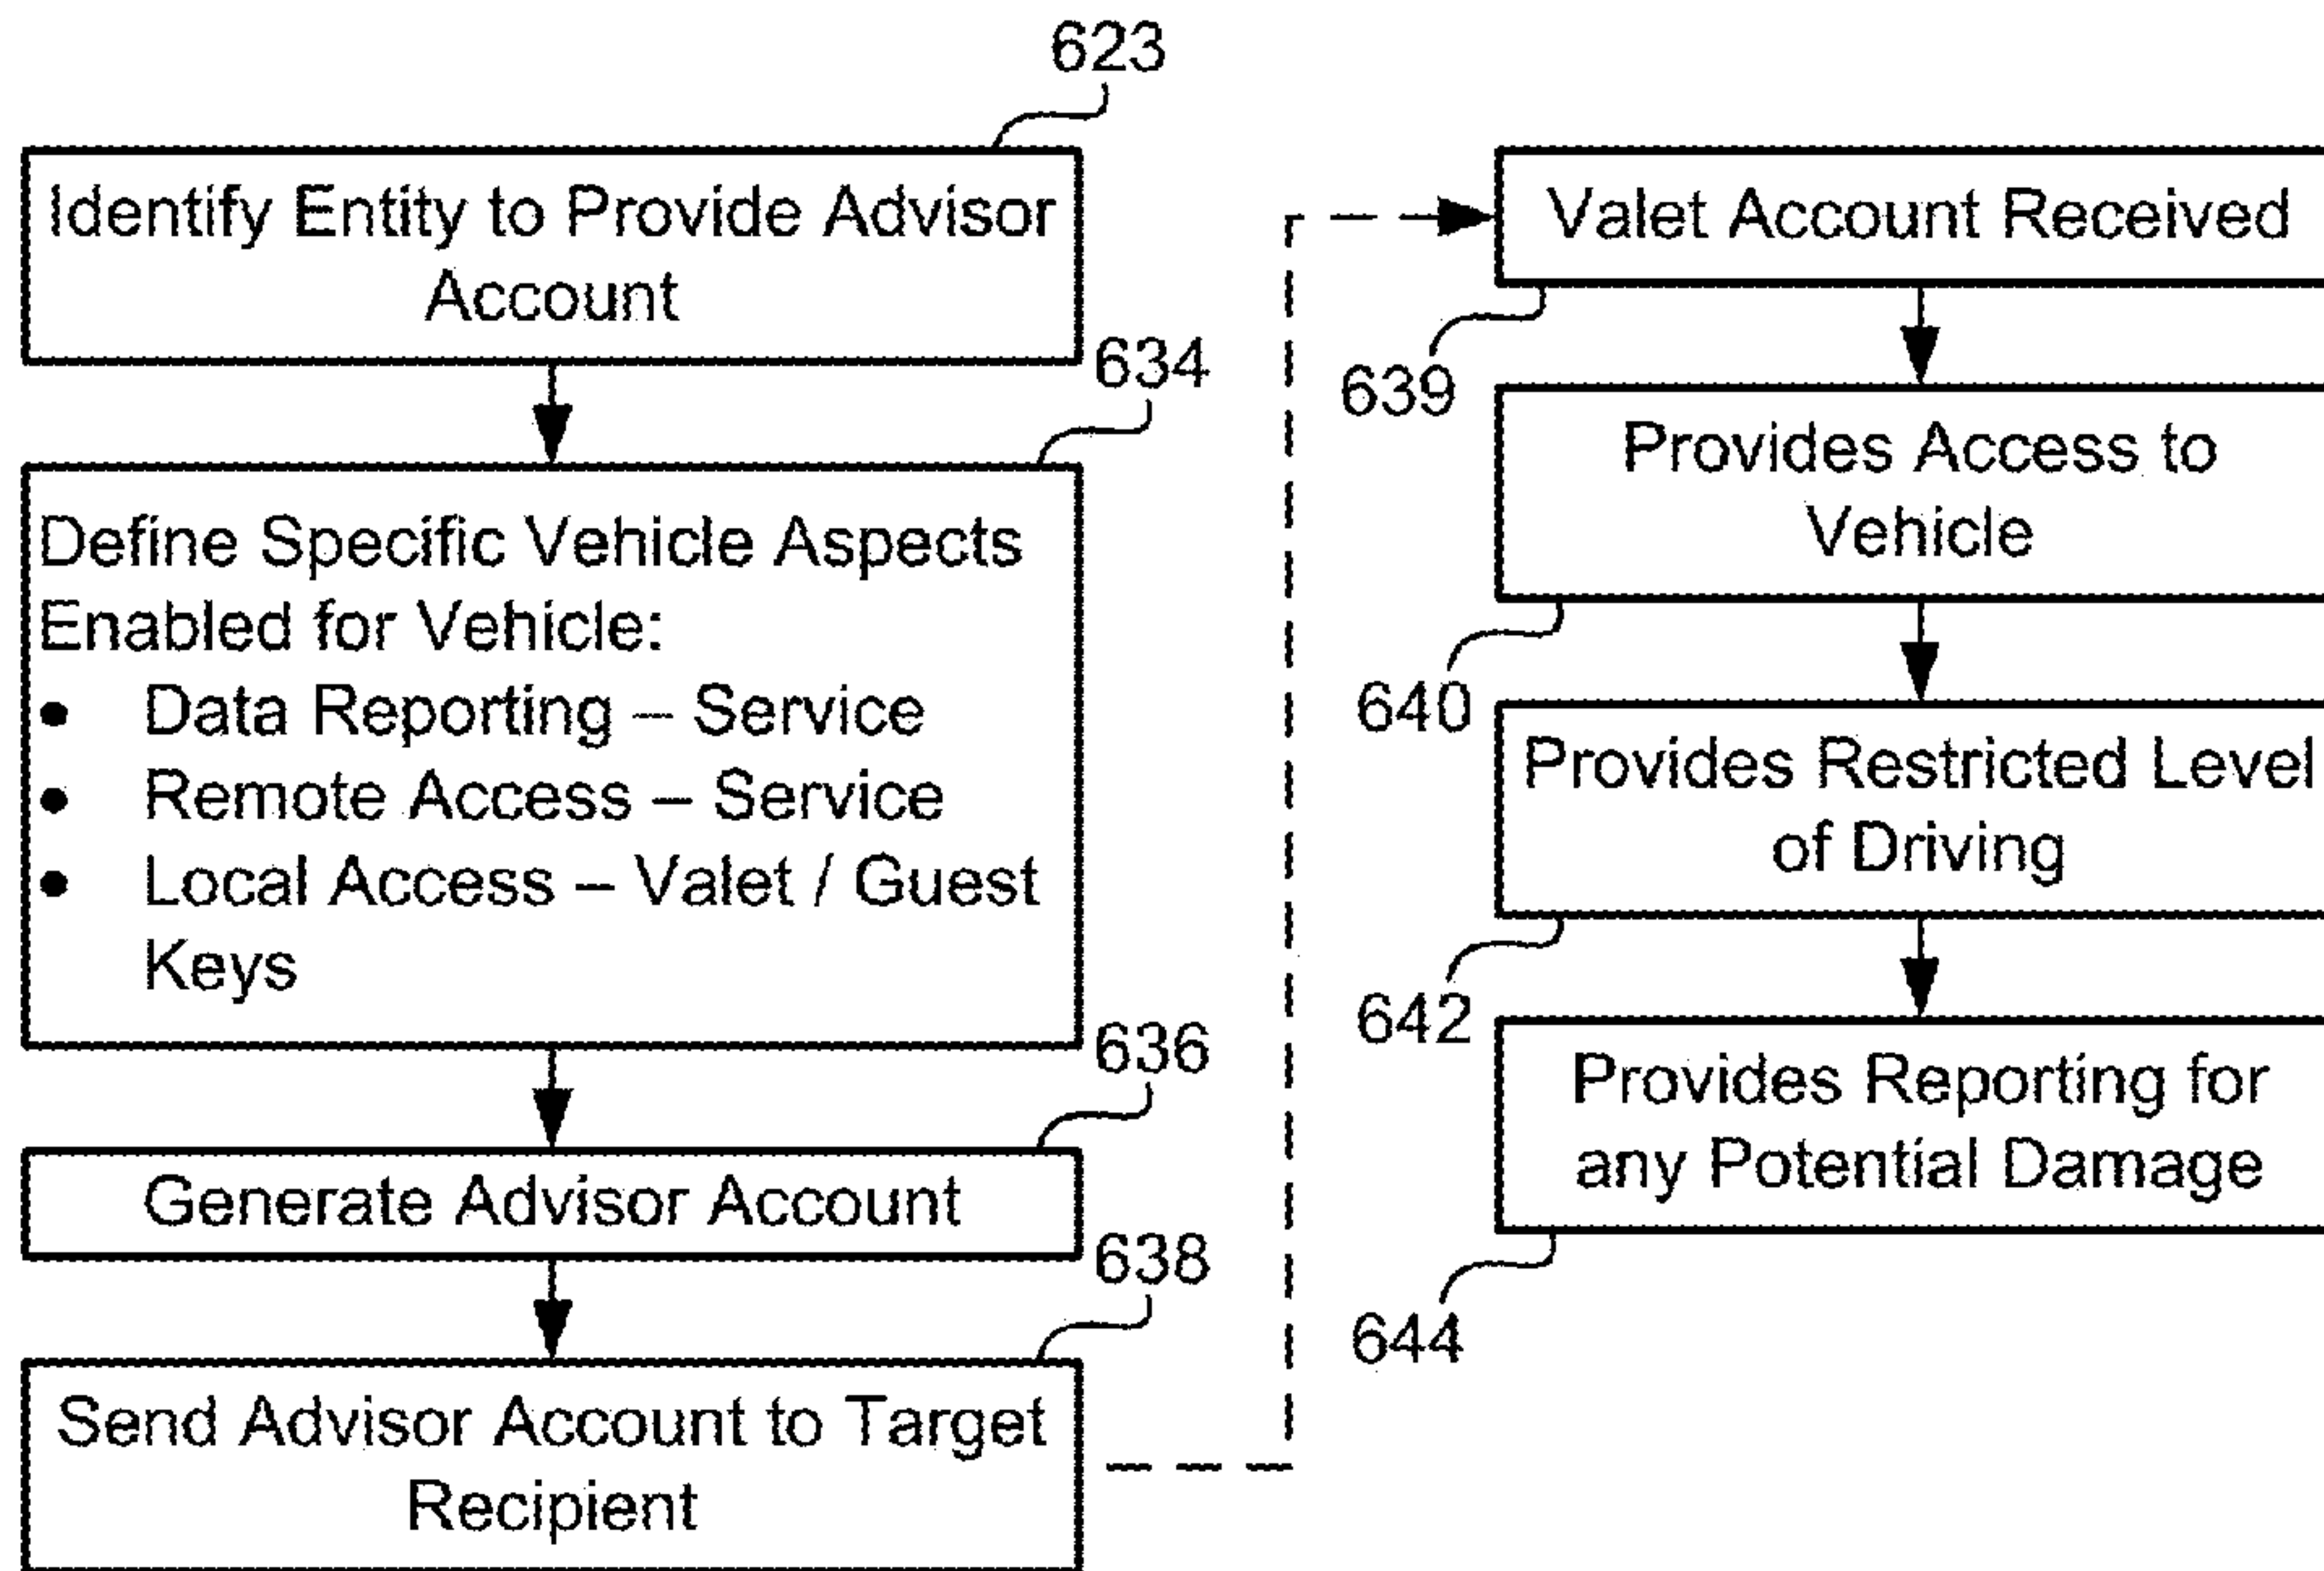 623
Identify Entity to Provide Advisor
Account
634
Define Specific Vehicle Aspects
Enabled for Vehicle:
• Data Reporting – Service
• Remote Access – Service
• Local Access – Valet / Guest
Keys
636
Generate Advisor Account
638
Send Advisor Account to Target
Recipient
Valet Account Received
639
Provides Access to
Vehicle
640
Provides Restricted Level
of Driving
642
Provides Reporting for
any Potential Damage
644